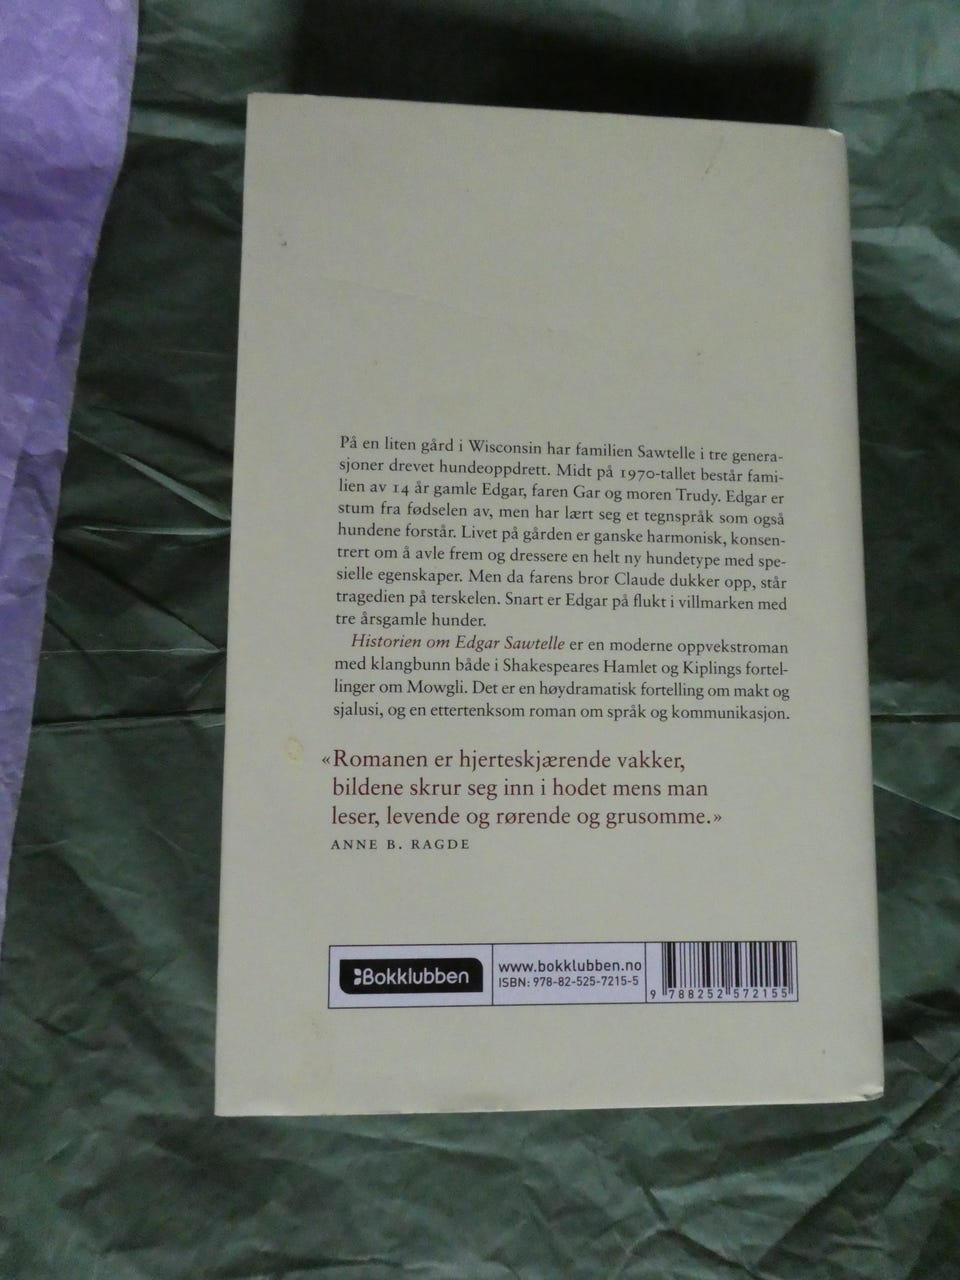 På en liten gård i Wisconsin har familien Sawtelle i tre genera-
sjoner drevet hundeoppdrett. Midt på 1970-tallet består fami-
lien av 14 år gamle Edgar, faren Gar og moren Trudy. Edgar er
stum fra fødselen av, men har lært seg et tegnspråk som også
hundene forstår. Livet på gården er ganske harmonisk, konsen-
trert om å avle frem og dressere en helt ny hundetype med spe-
sielle egenskaper. Men da farens bror Claude dukker opp, står
tragedien på terskelen. Snart er Edgar på flukt i villmarken med
tre årsgamle hunder.
Historien om Edgar Sawtelle er en moderne oppvekstroman
med klangbunn både i Shakespeares Hamlet og Kiplings fortel-
linger om Mowgli. Det er en høydramatisk fortelling om makt og
sjalusi, og en ettertenksom roman om språk og kommunikasjon.
«Romanen er hjerteskjærende vakker,
bildene skrur seg inn i hodet mens man
leser, levende og rørende og grusomme.»
ANNE B. RAGDE
Bokklubben
www.bokklubben.no
ISBN: 978-82-525-7215-5
9 788252 572155